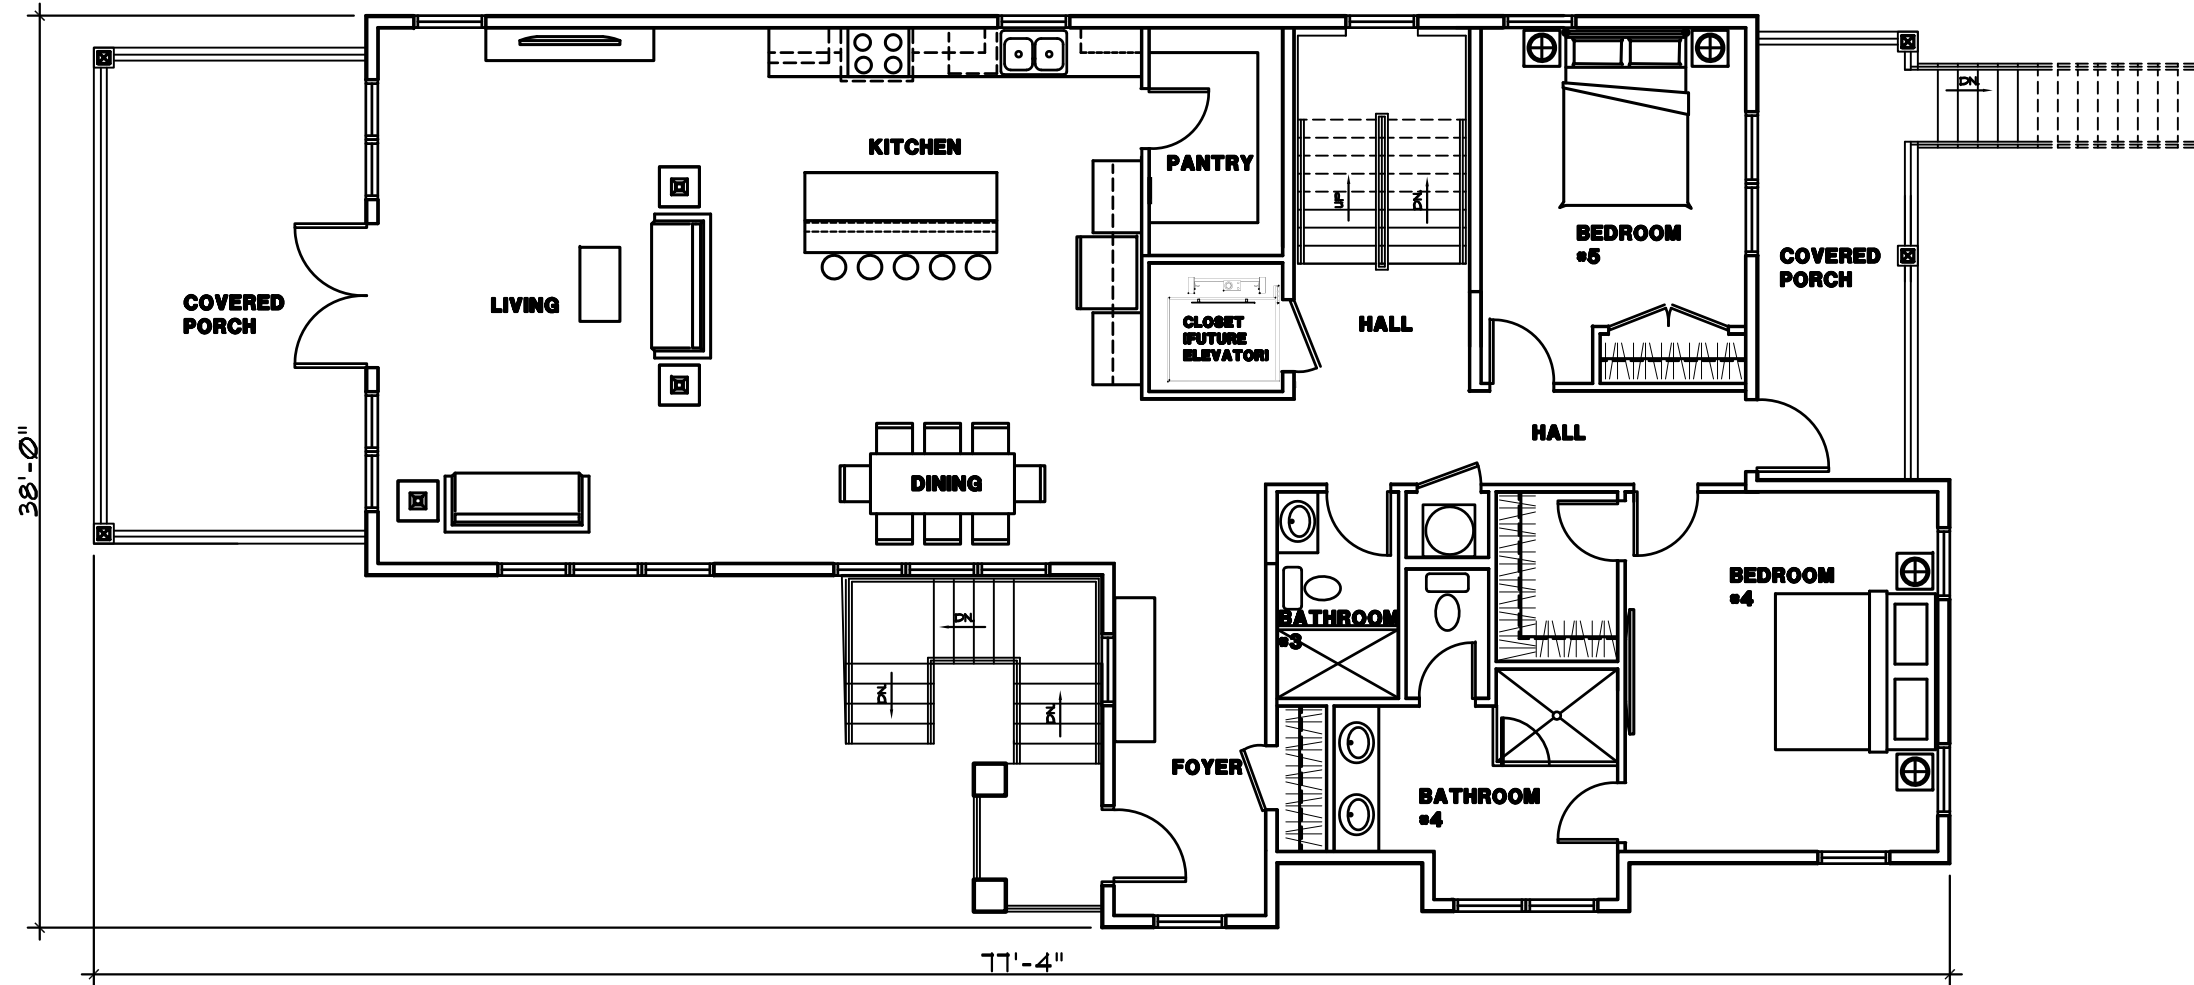 DN.
KITCHEN
PANTRY
UP
DN.
BEDROOM
#5
COVERED
PORCH
COVERED
PORCH
LIVING
CLOSET
(FUTURE
ELEVATOR)
HALL
HALL
DINING
38'-0"
BEDROOM
#4
BATHROOM
#3
DN.
DN.
DN.
FOYER
BATHROOM
#4
77'-4"